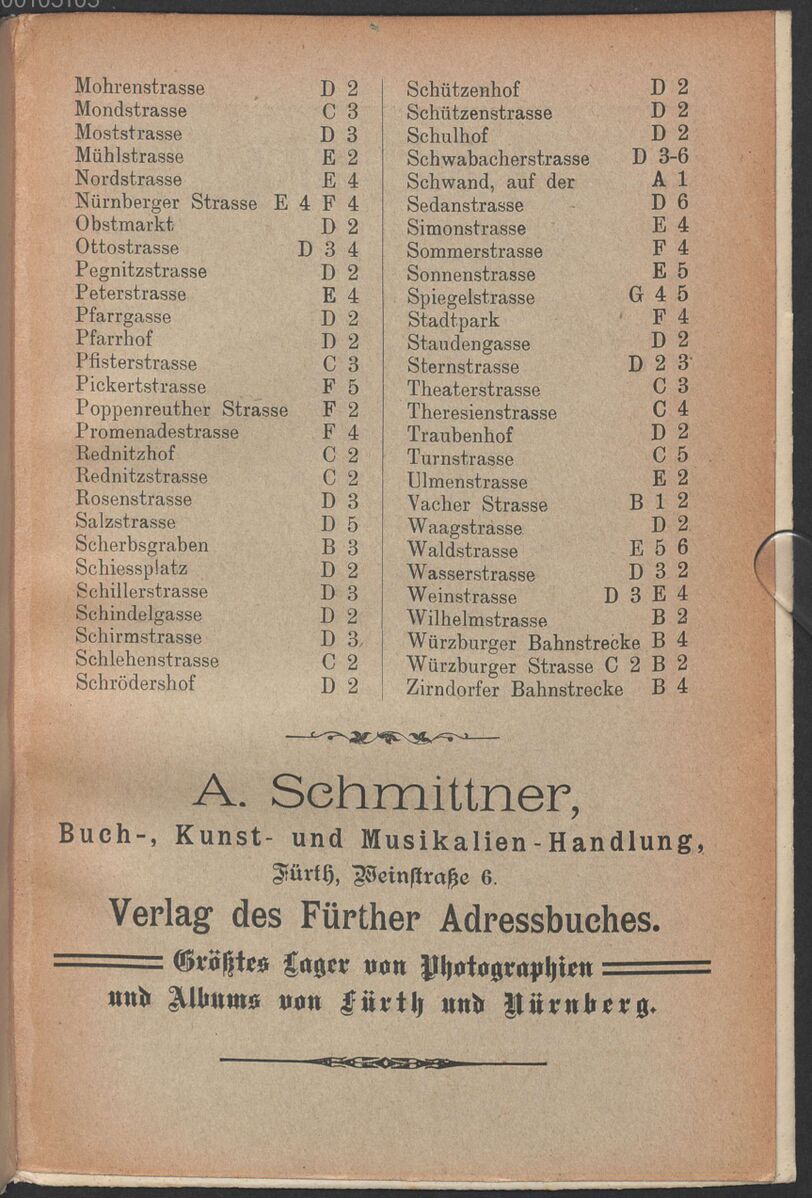 Mohrenstrasse D 2
Mondstrasse C 3
Moststrasse D 3
Mühlstrasse E 2
Nordstrasse E 4
Nürnberger Strasse E 4 F 4
Obstmarkt D 2
Ottostrasse D 3 4
Pegnitzstrasse D 2
Peterstrasse E 4
Pfarrgasse D 2
Pfarrhof D 2
Pfisterstrasse C 3
Pickertstrasse F 5
Poppenreuther Strasse F 2
Promenadestrasse F 4
Rednitzhof C 2
Rednitzstrasse C 2
Rosenstrasse D 3
Salzstrasse D 5
Scherbsgraben B 3
Schiessplatz D 2
Schillerstrasse D 3
Schindelgasse D 2
Schirmstrasse D 3
Schlehenstrasse C 2
Schrödershof D 2
Schützenhof D 2
Schützenstrasse D 2
Schulhof D 2
Schwabacherstrasse D 3-6
Schwand, auf der A 1
Sedanstrasse D 6
Simonstrasse E 4
Sommerstrasse F 4
Sonnenstrasse E 5
Spiegelstrasse G 4 5
Stadtpark F 4
Staudengasse D 2
Sternstrasse D 2 3
Theaterstrasse C 3
Theresienstrasse C 4
Traubenhof D 2
Turnstrasse C 5
Ulmenstrasse E 2
Vacher Strasse B 1 2
Waagstrasse D 2
Waldstrasse E 5 6
Wasserstrasse D 3 2
Weinstrasse D 3 E 4
Wilhelmstrasse B 2
Würzburger Bahnstrecke B 4
Würzburger Strasse C 2 B 2
Zirndorfer Bahnstrecke B 4
A. Schmittner,
Buch-, Kunst- und Musikalien-Handlung,
Fürth, Weinstraße 6.
Verlag des Fürther Adressbuches.
Größtes Lager von Photographien
und Albums von Fürth und Nürnberg.